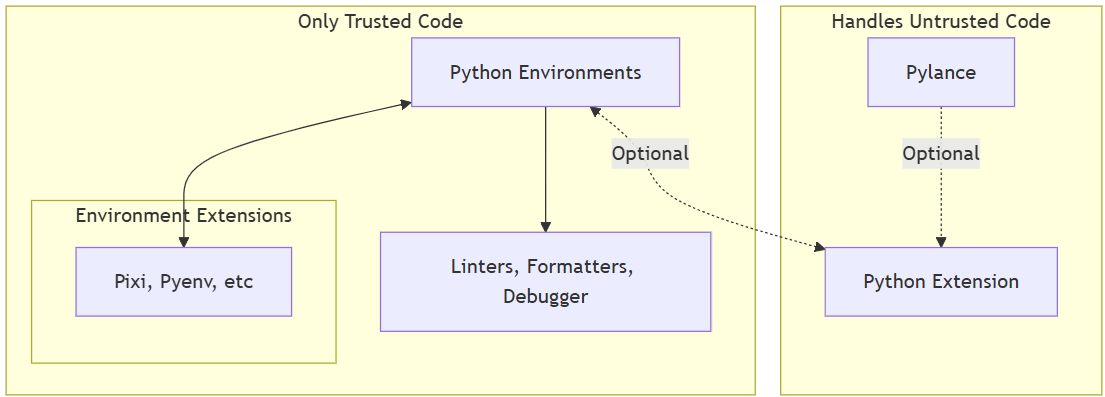 Only Trusted Code
Handles Untrusted Code
Python Environments
Pylance
Optional
Optional
Environment Extensions
Pixi, Pyenv, etc
Linters, Formatters,
Debugger
Python Extension